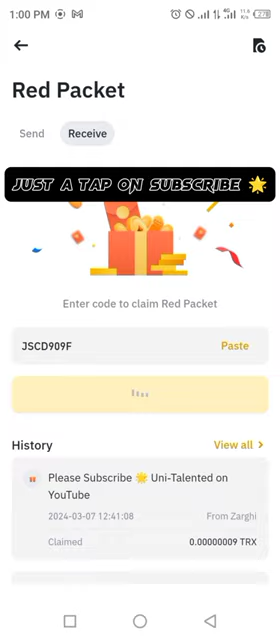 1:00 PM
Red Packet
Send Receive
JUST A TAP ON SUBSCRIBE 🌟
Enter code to claim Red Packet
JSCD909F Paste
History View all >
Please Subscribe 🌟 Uni-Talented on
YouTube
2024-03-07 12:41:08 From Zarghi
Claimed 0.00000009 TRX